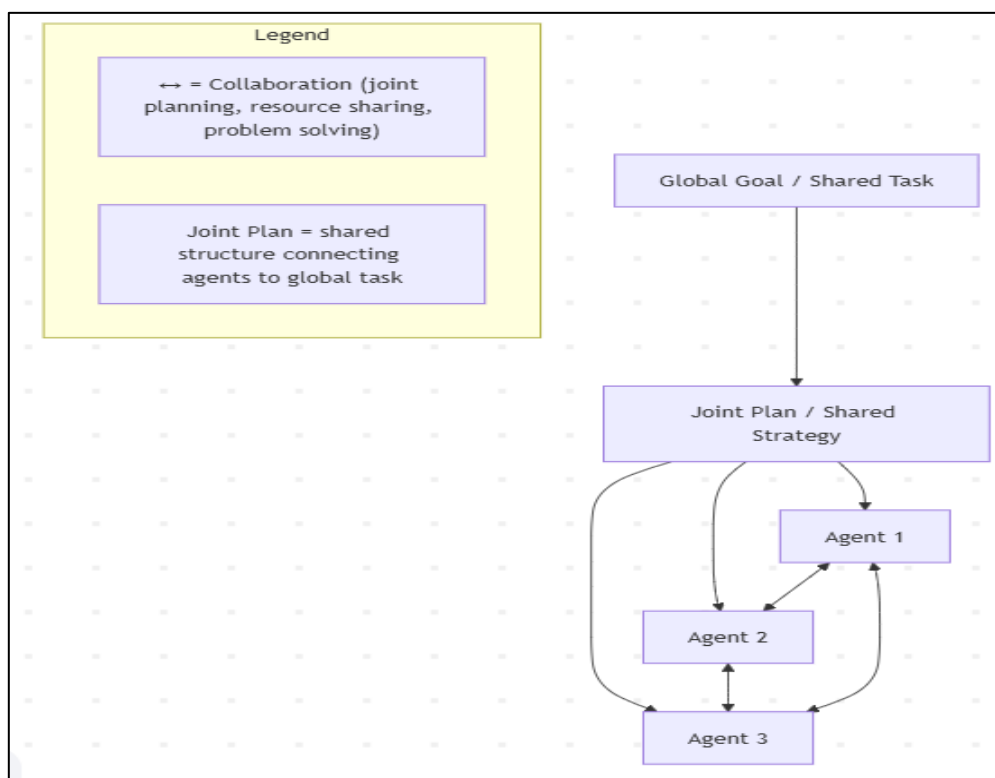 Legend
↔ = Collaboration (joint
planning, resource sharing,
problem solving)
Joint Plan = shared
structure connecting
agents to global task
Global Goal / Shared Task
Joint Plan / Shared
Strategy
Agent 1
Agent 2
Agent 3